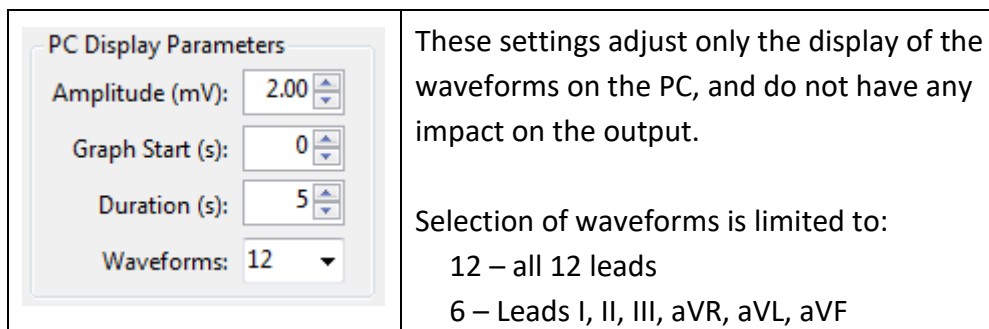 PC Display Parameters
Amplitude (mV): 2.00
Graph Start (s): 0
Duration (s): 5
Waveforms: 12
These settings adjust only the display of the
waveforms on the PC, and do not have any
impact on the output.
Selection of waveforms is limited to:
12 – all 12 leads
6 – Leads I, II, III, aVR, aVL, aVF